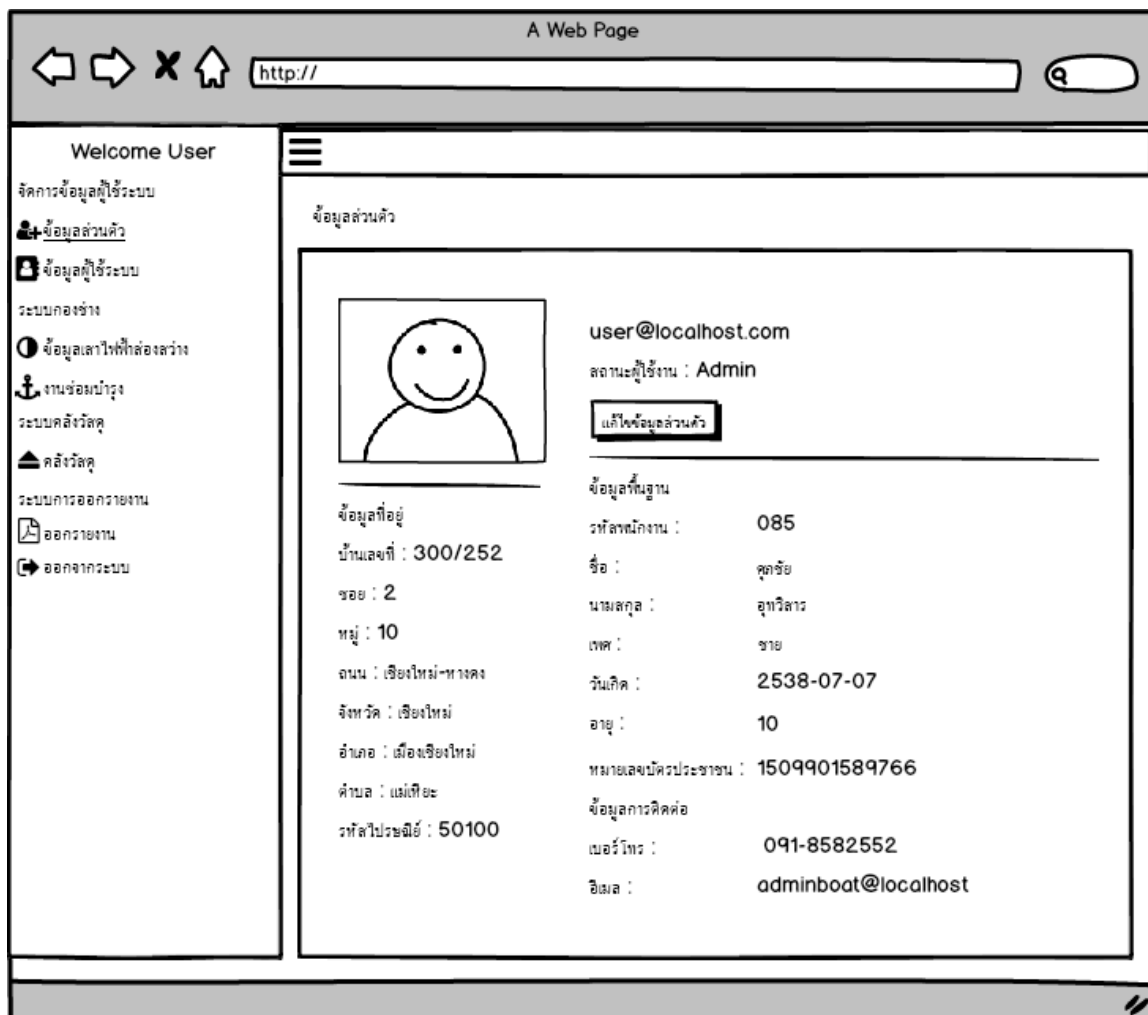 A Web Page
http://
Welcome User
จัดการข้อมูลผู้ใช้ระบบ
ข้อมูลส่วนตัว
ข้อมูลผู้ใช้ระบบ
ระบบกองช่าง
ข้อมูลเสาไฟฟ้าส่องสว่าง
งานซ่อมบำรุง
ระบบคลังวัสดุ
คลังวัสดุ
ระบบการออกรายงาน
ออกรายงาน
ออกจากระบบ
ข้อมูลส่วนตัว
user@localhost.com
สถานะผู้ใช้งาน : Admin
แก้ไขข้อมูลส่วนตัว
ข้อมูลที่อยู่
บ้านเลขที่ : 300/252
ซอย : 2
หมู่ : 10
ถนน : เชียงใหม่-หางดง
จังหวัด : เชียงใหม่
อำเภอ : เมืองเชียงใหม่
ตำบล : แม่เหียะ
รหัสไปรษณีย์ : 50100
ข้อมูลพื้นฐาน
รหัสพนักงาน : 085
ชื่อ : ศุภชัย
นามสกุล : อุทวิสาร
เพศ : ชาย
วันเกิด : 2538-07-07
อายุ : 10
หมายเลขบัตรประชาชน : 1509901589766
ข้อมูลการติดต่อ
เบอร์โทร : 091-8582552
อีเมล : adminboat@localhost